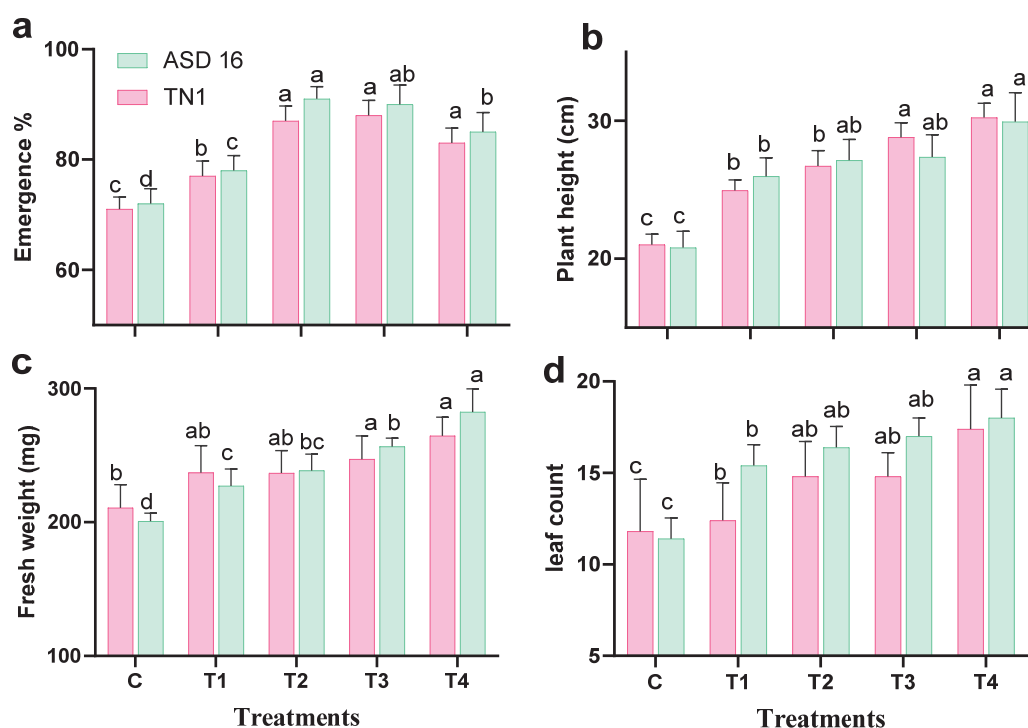 a
100
80
60
Emergence %
ASD 16
TN1
c d b c a a a ab a b
b
30
20
Plant height (cm)
c c b b b ab a ab a a
c
300
200
100
Fresh weight (mg)
b d ab c ab bc a b a a
C T1 T2 T3 T4
Treatments
d
20
15
10
5
leaf count
c c b b ab ab ab ab a a
C T1 T2 T3 T4
Treatments